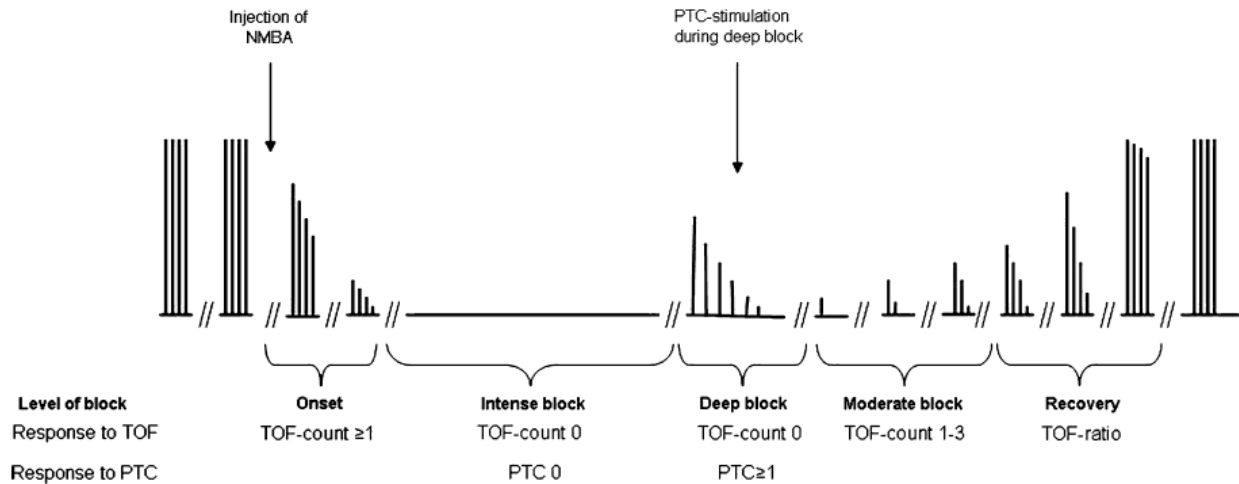 Injection of
NMBA
PTC-stimulation
during deep block
// // // // // // // // // // // //
Level of block Onset Intense block Deep block Moderate block Recovery
Response to TOF TOF-count ≥1 TOF-count 0 TOF-count 0 TOF-count 1-3 TOF-ratio
Response to PTC PTC 0 PTC≥1